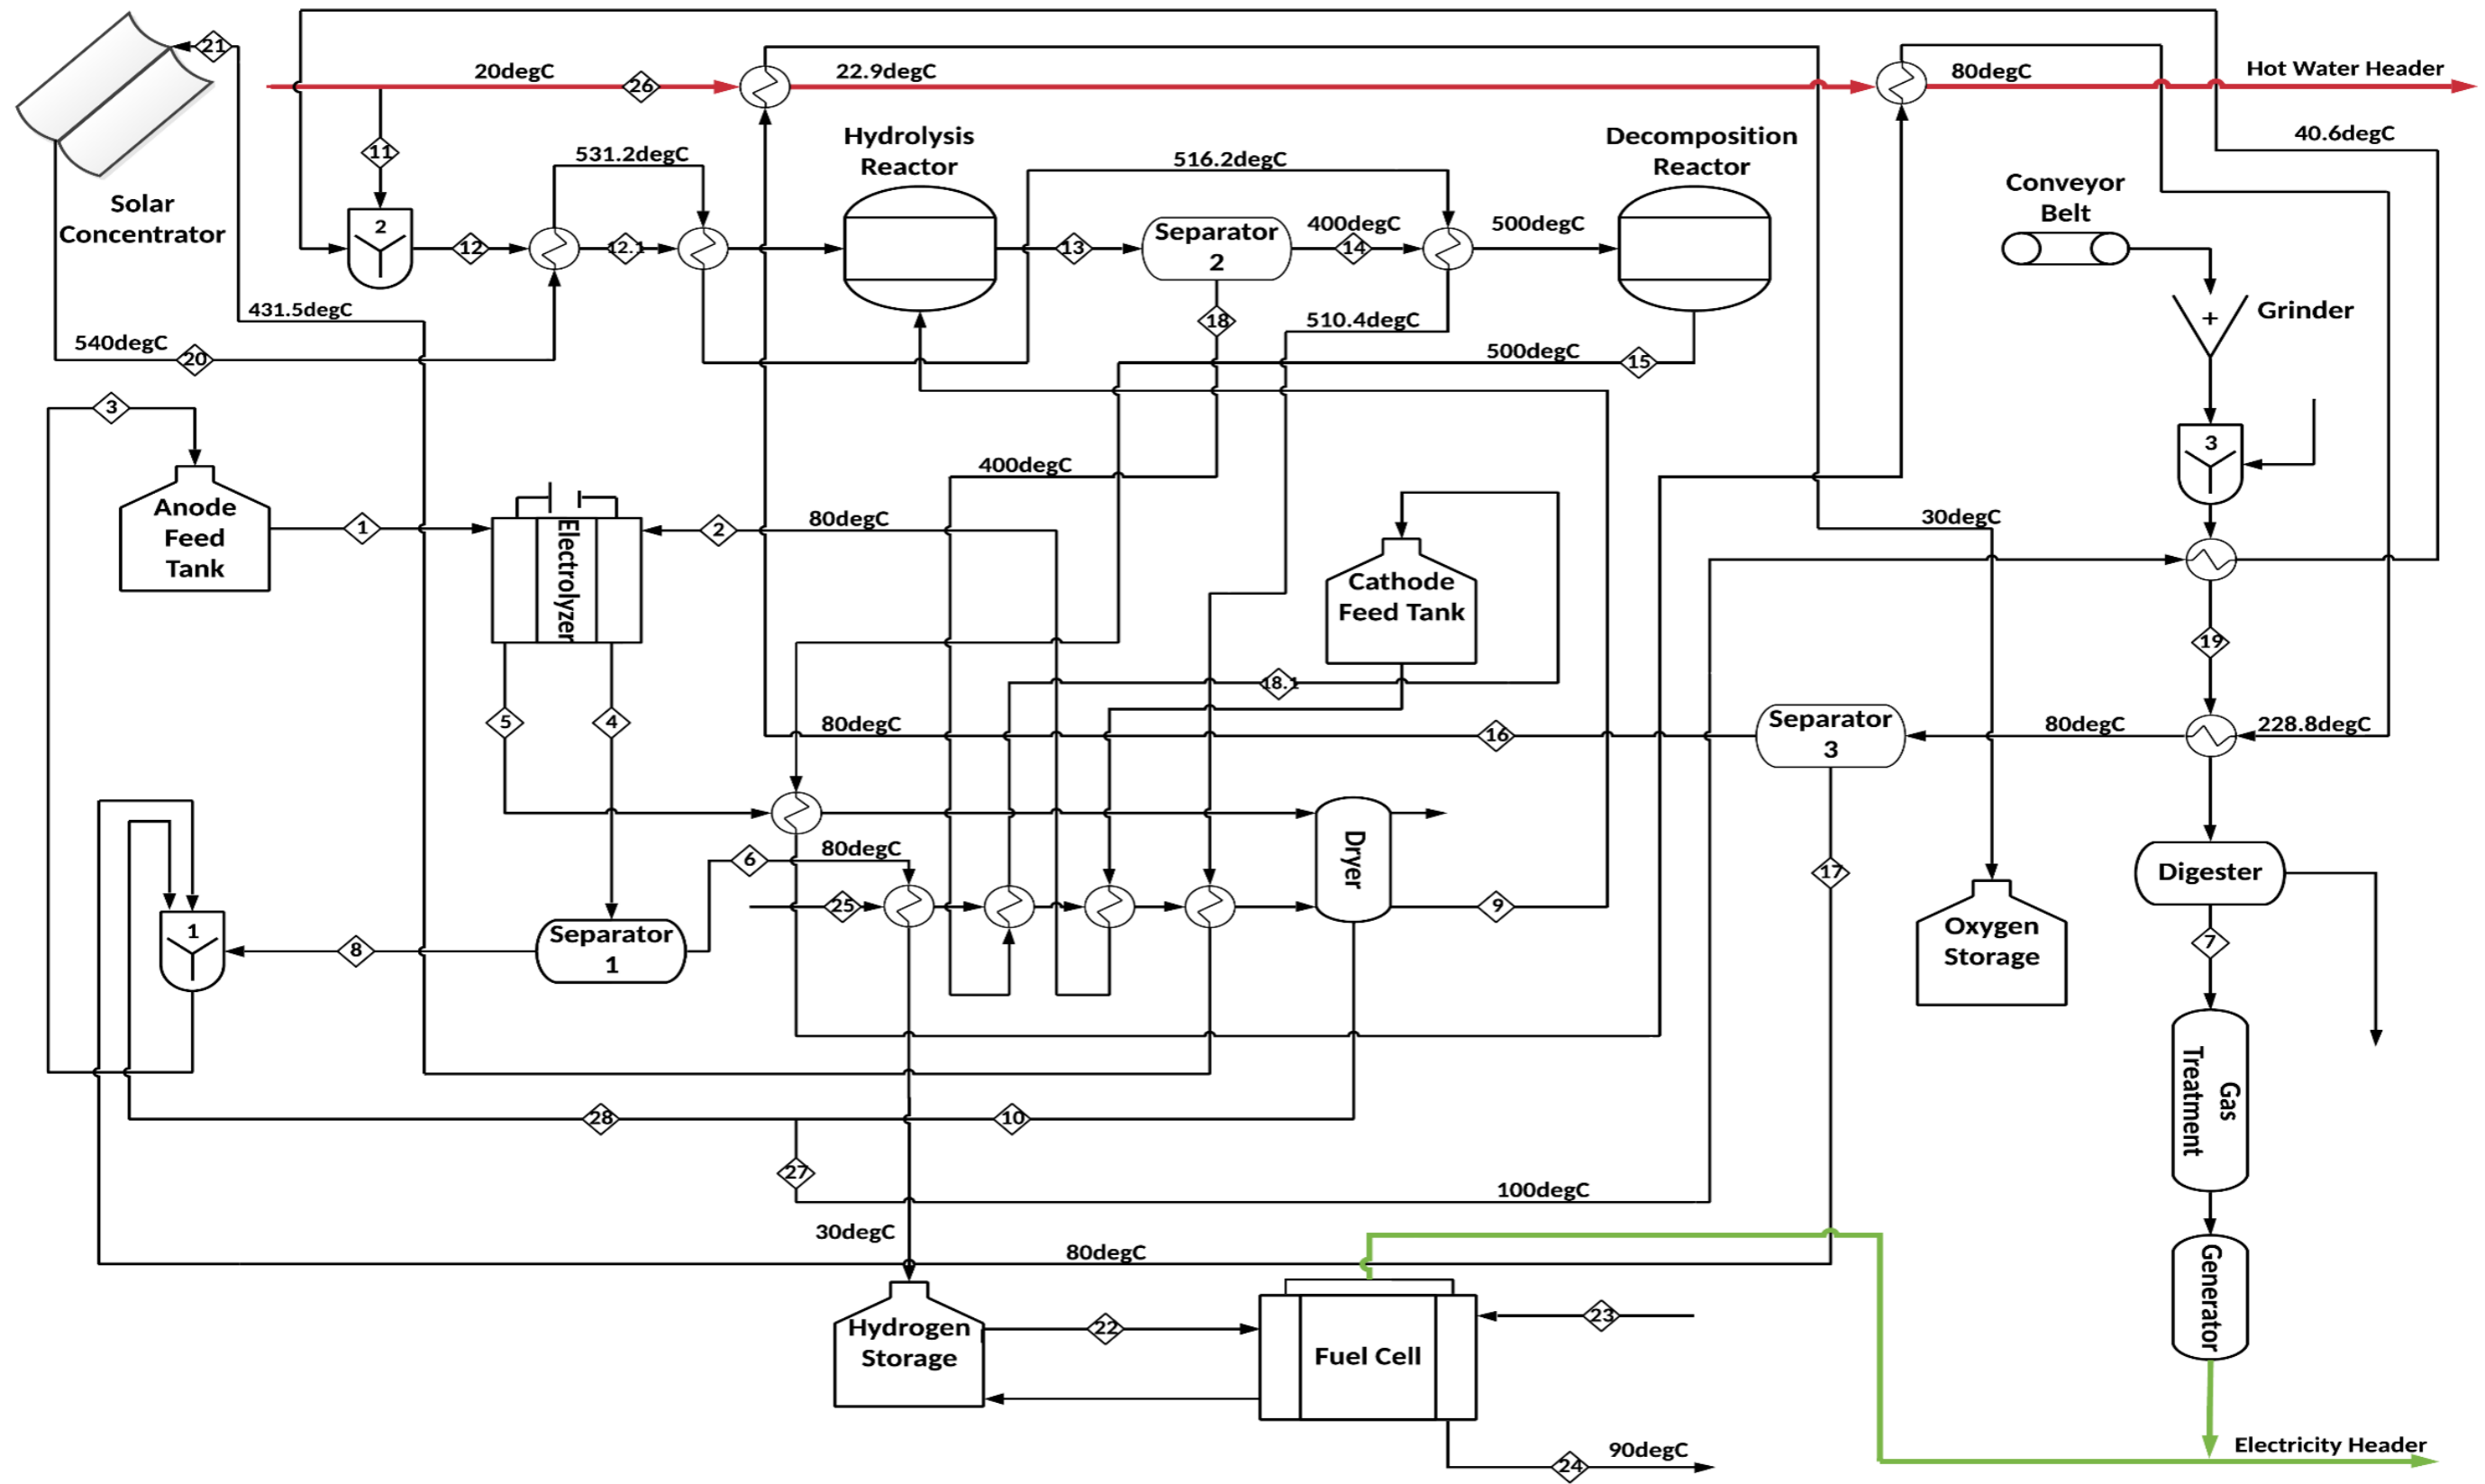 21
20degC
26
22.9degC
80degC
Hot Water Header
40.6degC
11
Hydrolysis
Reactor
Decomposition
Reactor
531.2degC
516.2degC
Conveyor
Belt
Solar
Concentrator
2
12
12.1
13
Separator
2
400degC
14
500degC
431.5degC
18
510.4degC
+
Grinder
540degC
20
500degC
15
3
3
400degC
Anode
Feed
Tank
1
Electrolyzer
2
80degC
30degC
Cathode
Feed Tank
19
18.1
5
4
80degC
16
Separator
3
80degC
228.8degC
6
80degC
Dryer
17
Digester
25
9
1
8
Separator
1
Oxygen
Storage
7
Gas
Treatment
28
10
27
100degC
30degC
80degC
Generator
Hydrogen
Storage
22
Fuel Cell
23
90degC
24
Electricity Header